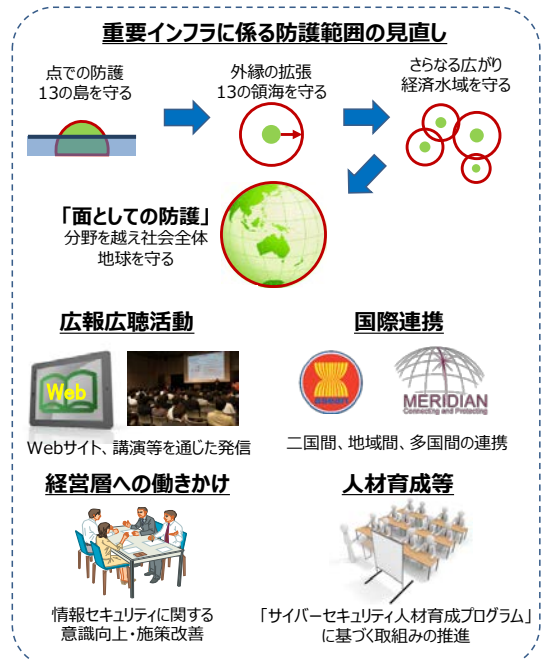 重要インフラに係る防護範囲の見直し
点での防護
13の島を守る
外縁の拡張
13の領海を守る
さらなる広がり
経済水域を守る
「面としての防護」
分野を越え社会全体
地球を守る
広報広聴活動
Web
Webサイト、講演等を通じた発信
国際連携
asean
MERIDIAN
Connecting and Protecting
二国間、地域間、多国間の連携
経営層への働きかけ
情報セキュリティに関する
意識向上・施策改善
人材育成等
「サイバーセキュリティ人材育成プログラム」
に基づく取組みの推進